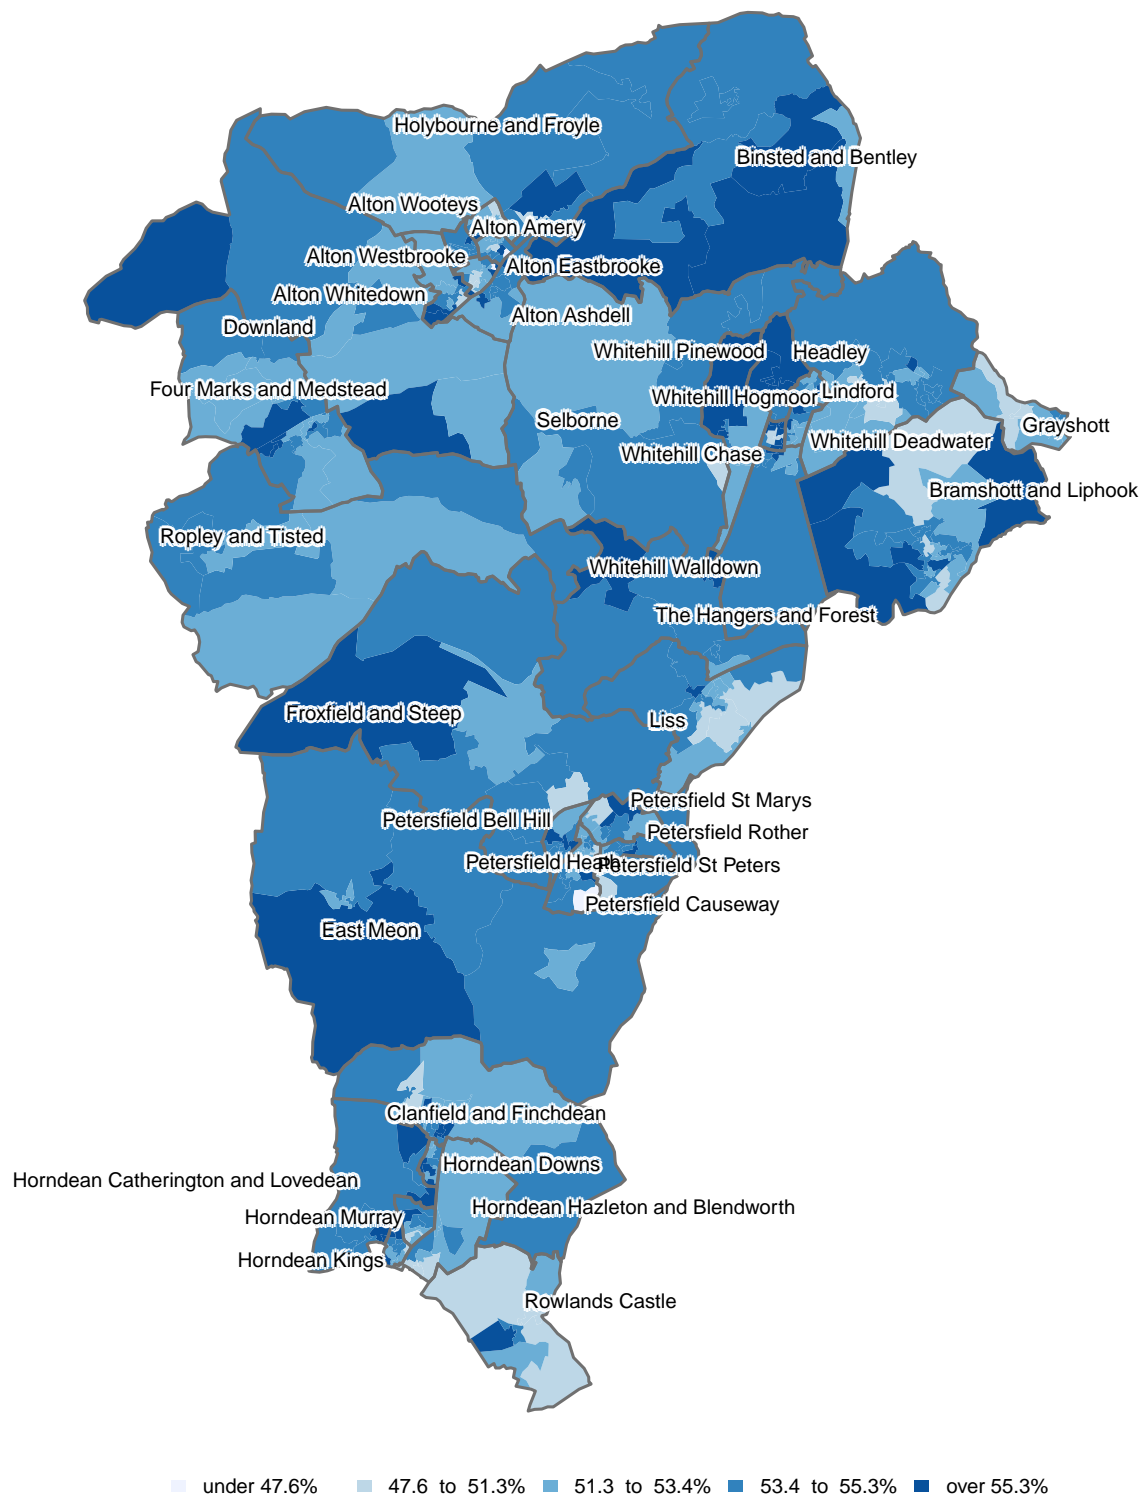 Holybourne and Froyle
Binsted and Bentley
Alton Wooteys
Alton Amery
Alton Westbrooke
Alton Eastbrooke
Alton Whitedown
Alton Ashdell
Downland
Whitehill Pinewood
Headley
Four Marks and Medstead
Whitehill Hogmoor
Lindford
Selborne
Grayshott
Whitehill Deadwater
Whitehill Chase
Bramshott and Liphook
Ropley and Tisted
Whitehill Walldown
The Hangers and Forest
Froxfield and Steep
Liss
Petersfield St Marys
Petersfield Bell Hill
Petersfield Rother
Petersfield Heath
Petersfield St Peters
Petersfield Causeway
East Meon
Clanfield and Finchdean
Horndean Downs
Horndean Catherington and Lovedean
Horndean Hazleton and Blendworth
Horndean Murray
Horndean Kings
Rowlands Castle
under 47.6% 47.6 to 51.3% 51.3 to 53.4% 53.4 to 55.3% over 55.3%